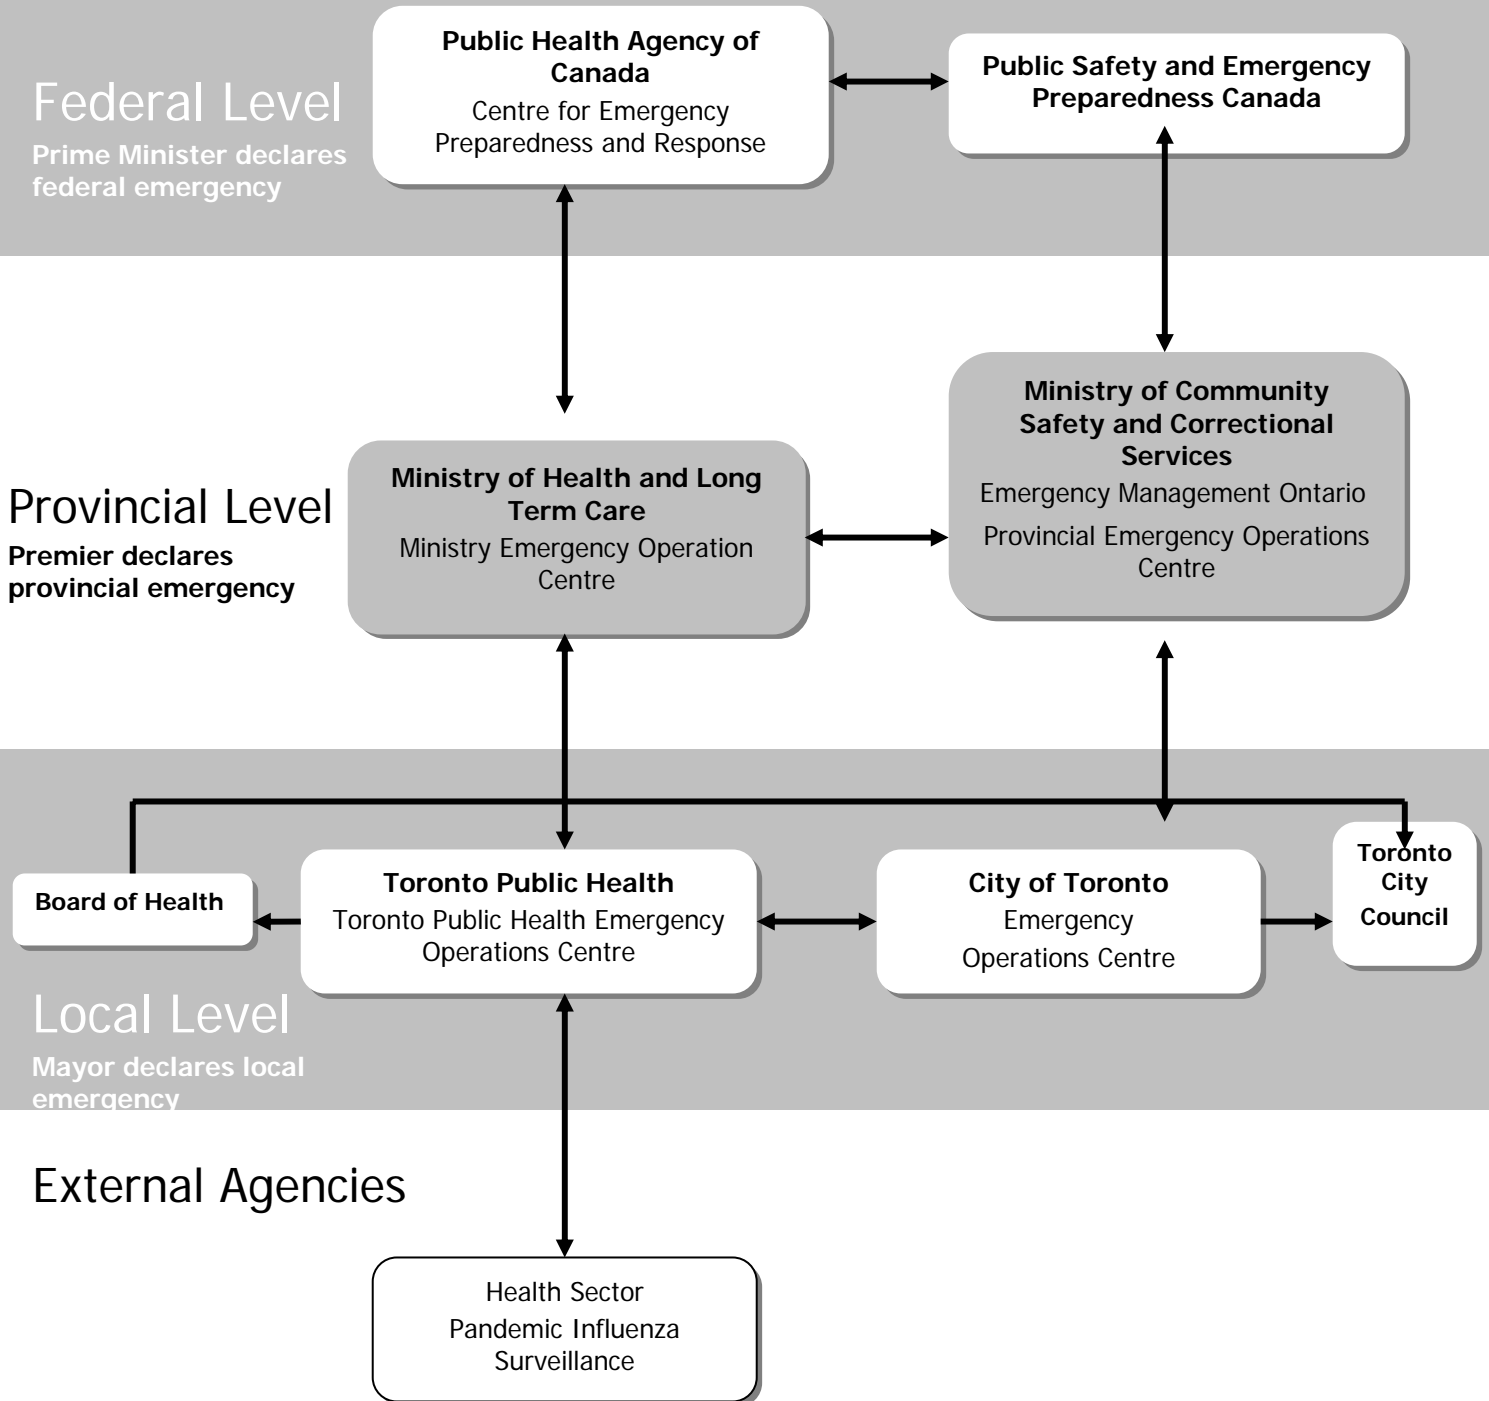 Public Health Agency of
Canada
Centre for Emergency
Preparedness and Response
Public Safety and Emergency
Preparedness Canada
Federal Level
Prime Minister declares
federal emergency
Ministry of Community
Safety and Correctional
Services
Emergency Management Ontario
Provincial Emergency Operations
Centre
Ministry of Health and Long
Term Care
Ministry Emergency Operation
Centre
Provincial Level
Premier declares
provincial emergency
Board of Health
Toronto Public Health
Toronto Public Health Emergency
Operations Centre
City of Toronto
Emergency
Operations Centre
Toronto
City
Council
Local Level
Mayor declares local
emergency
External Agencies
Health Sector
Pandemic Influenza
Surveillance